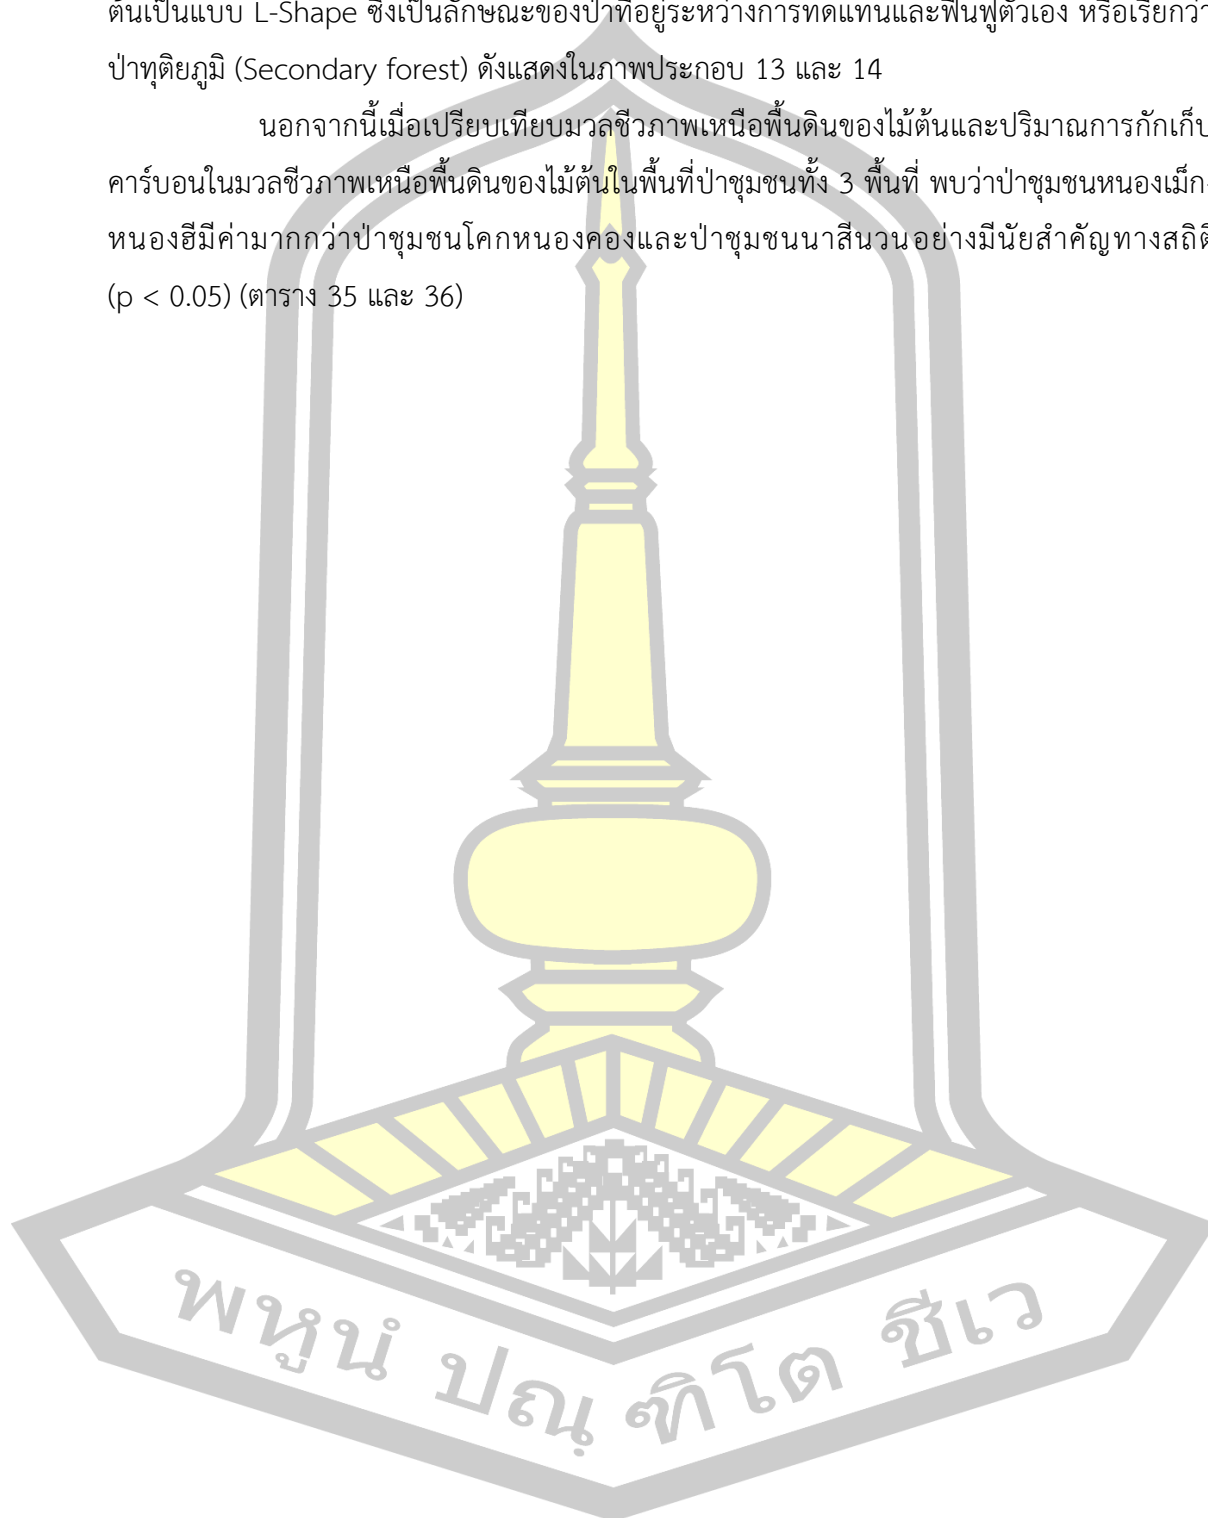 ต้นเป็นแบบ L-Shape ซึ่งเป็นลักษณะของป่าที่อยู่ระหว่างการทดแทนและฟื้นฟูตัวเอง หรือเรียกว่า
ป่าทุติยภูมิ (Secondary forest) ดังแสดงในภาพประกอบ 13 และ 14
นอกจากนี้เมื่อเปรียบเทียบมวลชีวภาพเหนือพื้นดินของไม้ต้นและปริมาณการกักเก็บ
คาร์บอนในมวลชีวภาพเหนือพื้นดินของไม้ต้นในพื้นที่ป่าชุมชนทั้ง 3 พื้นที่ พบว่าป่าชุมชนหนองเม็ก-
หนองฮีมีค่ามากกว่าป่าชุมชนโคกหนองคองและป่าชุมชนนาสีนวนอย่างมีนัยสำคัญทางสถิติ
(p < 0.05) (ตาราง 35 และ 36)
พหูนํ ปณฺฑิโต ชีเว